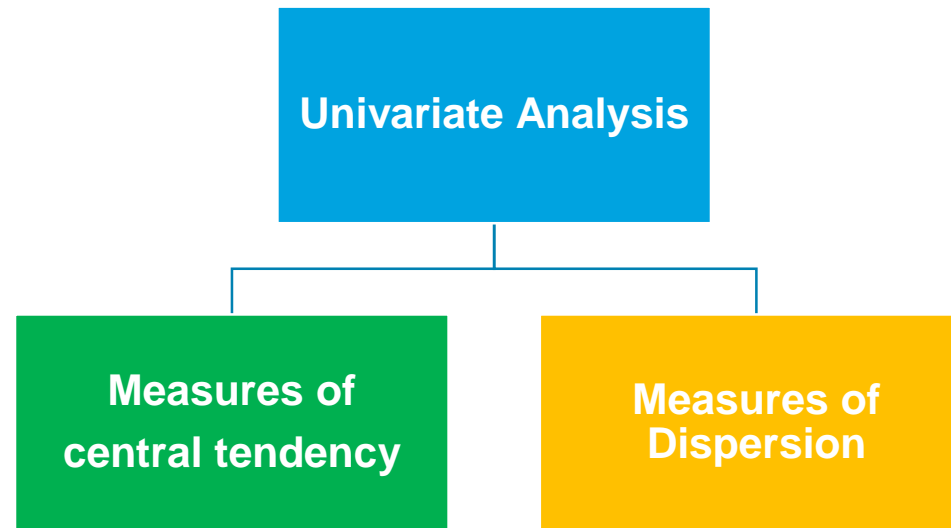 Univariate Analysis
Measures of
central tendency
Measures of
Dispersion